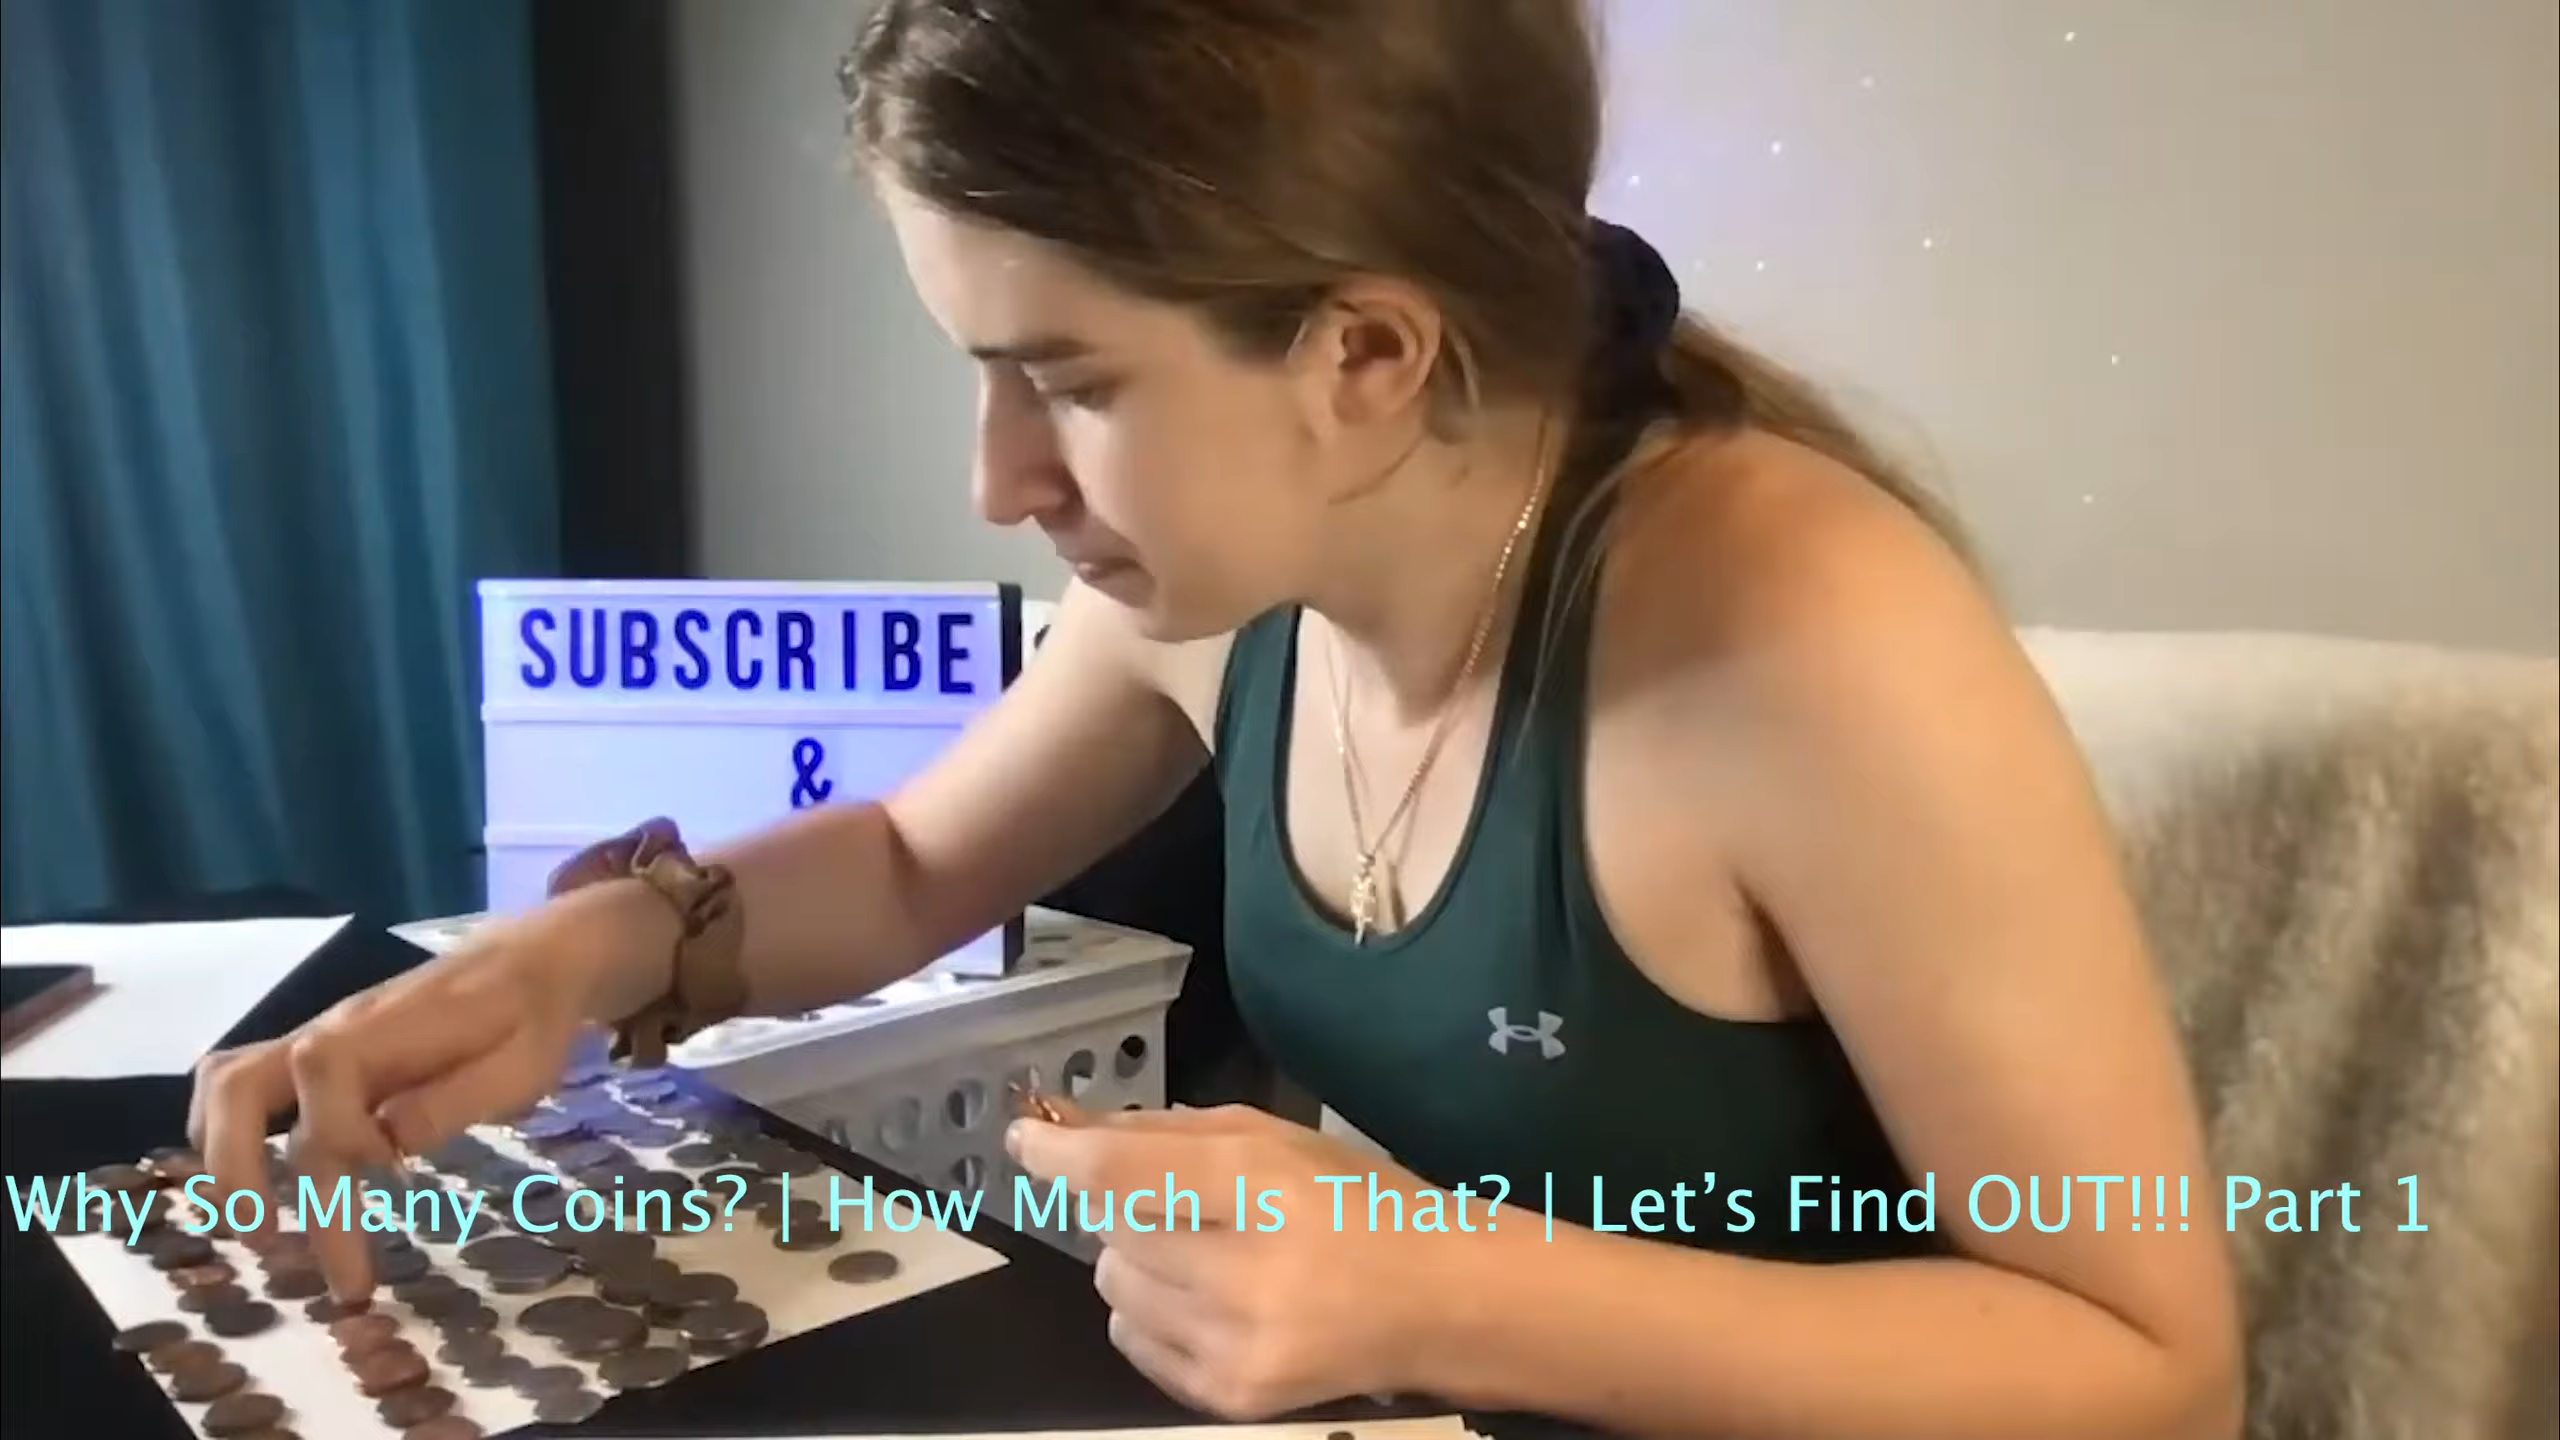 SUBSCRIBE
&
Why So Many Coins? | How Much Is That? | Let’s Find OUT!!! Part 1